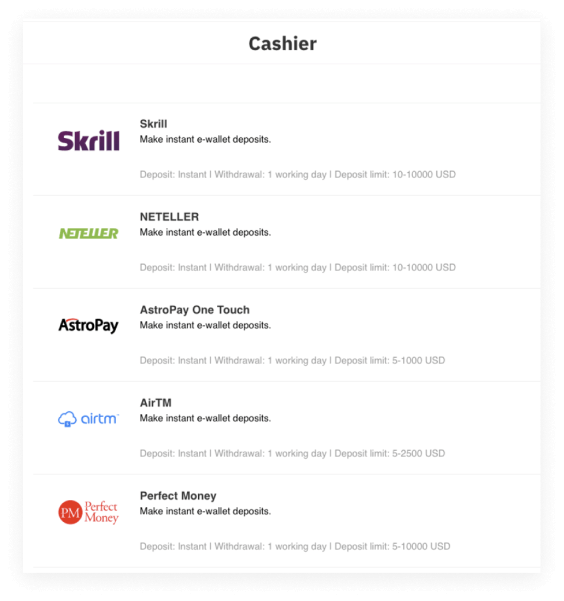 Cashier
Skrill
Skrill
Make instant e-wallet deposits.
Deposit: Instant | Withdrawal: 1 working day | Deposit limit: 10-10000 USD
NETELLER
NETELLER
Make instant e-wallet deposits.
Deposit: Instant | Withdrawal: 1 working day | Deposit limit: 10-10000 USD
AstroPay
AstroPay One Touch
Make instant e-wallet deposits.
Deposit: Instant | Withdrawal: 1 working day | Deposit limit: 5-1000 USD
airtm
AirTM
Make instant e-wallet deposits.
Deposit: Instant | Withdrawal: 1 working day | Deposit limit: 5-2500 USD
PM Perfect
Money
Perfect Money
Make instant e-wallet deposits.
Deposit: Instant | Withdrawal: 1 working day | Deposit limit: 5-10000 USD